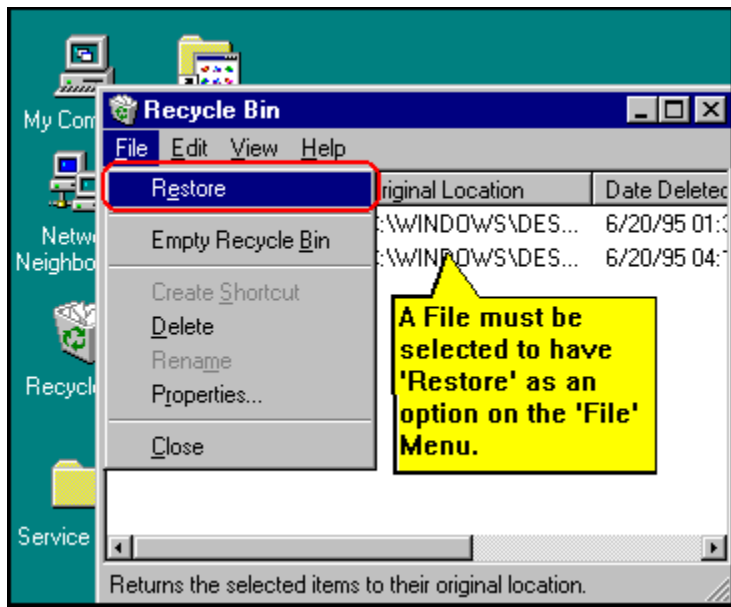 My Com
Recycle Bin
File Edit View Help
Restore
riginal Location Date Deleted
Empty Recycle Bin
:\WINDOWS\DES... 6/20/95 01:
:\WINDOWS\DES... 6/20/95 04:
Create Shortcut
Delete
Rename
Properties...
Close
A File must be
selected to have
'Restore' as an
option on the 'File'
Menu.
Netwo
Neighbo
Recycl
Service
Returns the selected items to their original location.